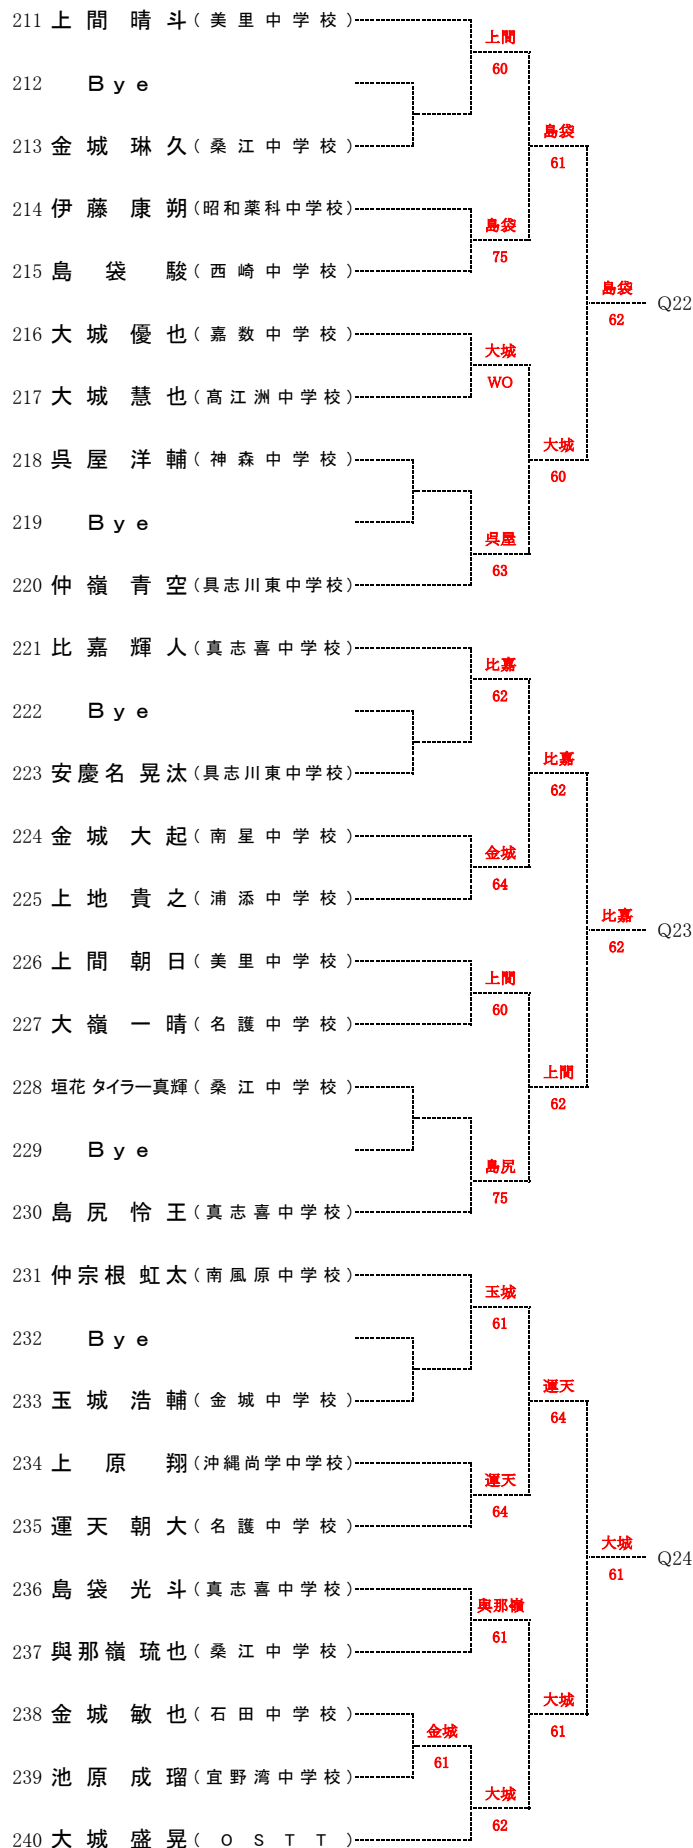 211 上間 晴斗 (美里中学校)
上間
60
212 Bye
島袋
61
213 金城 琳久 (桑江中学校)
214 伊藤 康朔 (昭和薬科中学校)
島袋
75
215 島袋 駿 (西崎中学校)
島袋
62
Q22
216 大城 優也 (嘉数中学校)
大城
WO
217 大城 慧也 (髙江洲中学校)
大城
60
218 呉屋 洋輔 (神森中学校)
219 Bye
呉屋
63
220 仲嶺 青空 (具志川東中学校)
221 比嘉 輝人 (真志喜中学校)
比嘉
62
222 Bye
比嘉
62
223 安慶名 晃汰 (具志川東中学校)
224 金城 大起 (南星中学校)
金城
64
225 上地 貴之 (浦添中学校)
比嘉
62
Q23
226 上間 朝日 (美里中学校)
上間
60
227 大嶺 一晴 (名護中学校)
上間
62
228 垣花 タイラー真輝 (桑江中学校)
229 Bye
島尻
75
230 島尻 怜王 (真志喜中学校)
231 仲宗根 虹太 (南風原中学校)
玉城
61
232 Bye
運天
64
233 玉城 浩輔 (金城中学校)
234 上原 翔 (沖縄尚学中学校)
運天
64
235 運天 朝大 (名護中学校)
大城
61
Q24
236 島袋 光斗 (真志喜中学校)
與那嶺
61
237 與那嶺 琉也 (桑江中学校)
大城
61
238 金城 敏也 (石田中学校)
金城
61
239 池原 成瑠 (宜野湾中学校)
大城
62
240 大城 盛晃 (OSTT)